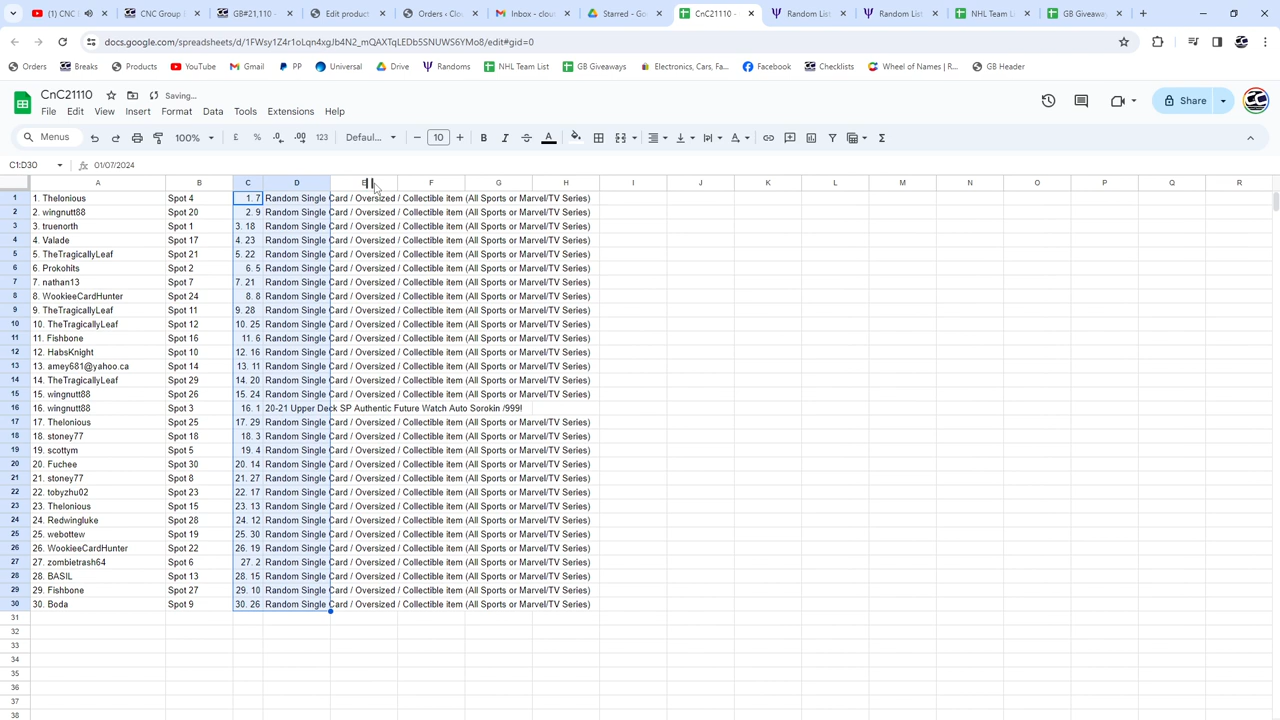 (1) CNC CNC Group GB#21,110 - Edit product Orders - Clo Inbox - clou Starred - Goo CnC21110 - Random List Random List NHL Team L GB Giveaway
docs.google.com/spreadsheets/d/1FWsy1Z4r1oLqn4xgJb4N2_mQAXTqLEDb5SNUWS6YMo8/edit#gid=0
Orders Breaks Products YouTube Gmail PP Universal Drive Randoms NHL Team List GB Giveaways Electronics, Cars, Fa... Facebook Checklists Wheel of Names | R... GB Header
CnC21110 Saving...
File Edit View Insert Format Data Tools Extensions Help Share
Menus 100% £ % .0 .00 123 Defaul... 10 B I A
C1:D30 fx 01/07/2024
A B C D E F G H I J K L M N O P Q R
1 1. Thelonious Spot 4 1. 7 Random Single Card / Oversized / Collectible item (All Sports or Marvel/TV Series)
2 2. wingnutt88 Spot 20 2. 9 Random Single Card / Oversized / Collectible item (All Sports or Marvel/TV Series)
3 3. truenorth Spot 1 3. 18 Random Single Card / Oversized / Collectible item (All Sports or Marvel/TV Series)
4 4. Valade Spot 17 4. 23 Random Single Card / Oversized / Collectible item (All Sports or Marvel/TV Series)
5 5. TheTragicallyLeaf Spot 21 5. 22 Random Single Card / Oversized / Collectible item (All Sports or Marvel/TV Series)
6 6. Prokohits Spot 2 6. 5 Random Single Card / Oversized / Collectible item (All Sports or Marvel/TV Series)
7 7. nathan13 Spot 7 7. 21 Random Single Card / Oversized / Collectible item (All Sports or Marvel/TV Series)
8 8. WookieeCardHunter Spot 24 8. 8 Random Single Card / Oversized / Collectible item (All Sports or Marvel/TV Series)
9 9. TheTragicallyLeaf Spot 11 9. 28 Random Single Card / Oversized / Collectible item (All Sports or Marvel/TV Series)
10 10. TheTragicallyLeaf Spot 12 10. 25 Random Single Card / Oversized / Collectible item (All Sports or Marvel/TV Series)
11 11. Fishbone Spot 16 11. 6 Random Single Card / Oversized / Collectible item (All Sports or Marvel/TV Series)
12 12. HabsKnight Spot 10 12. 16 Random Single Card / Oversized / Collectible item (All Sports or Marvel/TV Series)
13 13. amey681@yahoo.ca Spot 14 13. 11 Random Single Card / Oversized / Collectible item (All Sports or Marvel/TV Series)
14 14. TheTragicallyLeaf Spot 29 14. 20 Random Single Card / Oversized / Collectible item (All Sports or Marvel/TV Series)
15 15. wingnutt88 Spot 26 15. 24 Random Single Card / Oversized / Collectible item (All Sports or Marvel/TV Series)
16 16. wingnutt88 Spot 3 16. 1 20-21 Upper Deck SP Authentic Future Watch Auto Sorokin /999!
17 17. Thelonious Spot 25 17. 29 Random Single Card / Oversized / Collectible item (All Sports or Marvel/TV Series)
18 18. stoney77 Spot 18 18. 3 Random Single Card / Oversized / Collectible item (All Sports or Marvel/TV Series)
19 19. scottym Spot 5 19. 4 Random Single Card / Oversized / Collectible item (All Sports or Marvel/TV Series)
20 20. Fuchee Spot 30 20. 14 Random Single Card / Oversized / Collectible item (All Sports or Marvel/TV Series)
21 21. stoney77 Spot 8 21. 27 Random Single Card / Oversized / Collectible item (All Sports or Marvel/TV Series)
22 22. tobyzhu02 Spot 23 22. 17 Random Single Card / Oversized / Collectible item (All Sports or Marvel/TV Series)
23 23. Thelonious Spot 15 23. 13 Random Single Card / Oversized / Collectible item (All Sports or Marvel/TV Series)
24 24. Redwingluke Spot 28 24. 12 Random Single Card / Oversized / Collectible item (All Sports or Marvel/TV Series)
25 25. webottew Spot 19 25. 30 Random Single Card / Oversized / Collectible item (All Sports or Marvel/TV Series)
26 26. WookieeCardHunter Spot 22 26. 19 Random Single Card / Oversized / Collectible item (All Sports or Marvel/TV Series)
27 27. zombietrash64 Spot 6 27. 2 Random Single Card / Oversized / Collectible item (All Sports or Marvel/TV Series)
28 28. BASIL Spot 13 28. 15 Random Single Card / Oversized / Collectible item (All Sports or Marvel/TV Series)
29 29. Fishbone Spot 27 29. 10 Random Single Card / Oversized / Collectible item (All Sports or Marvel/TV Series)
30 30. Boda Spot 9 30. 26 Random Single Card / Oversized / Collectible item (All Sports or Marvel/TV Series)
31
32
33
34
35
36
37
38